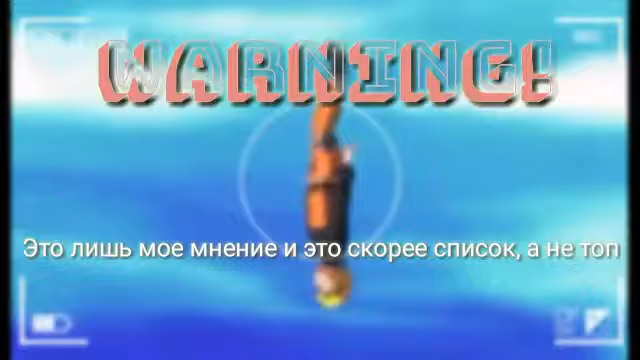 WARNING!
Это лишь мое мнение и это скорее список, а не топ